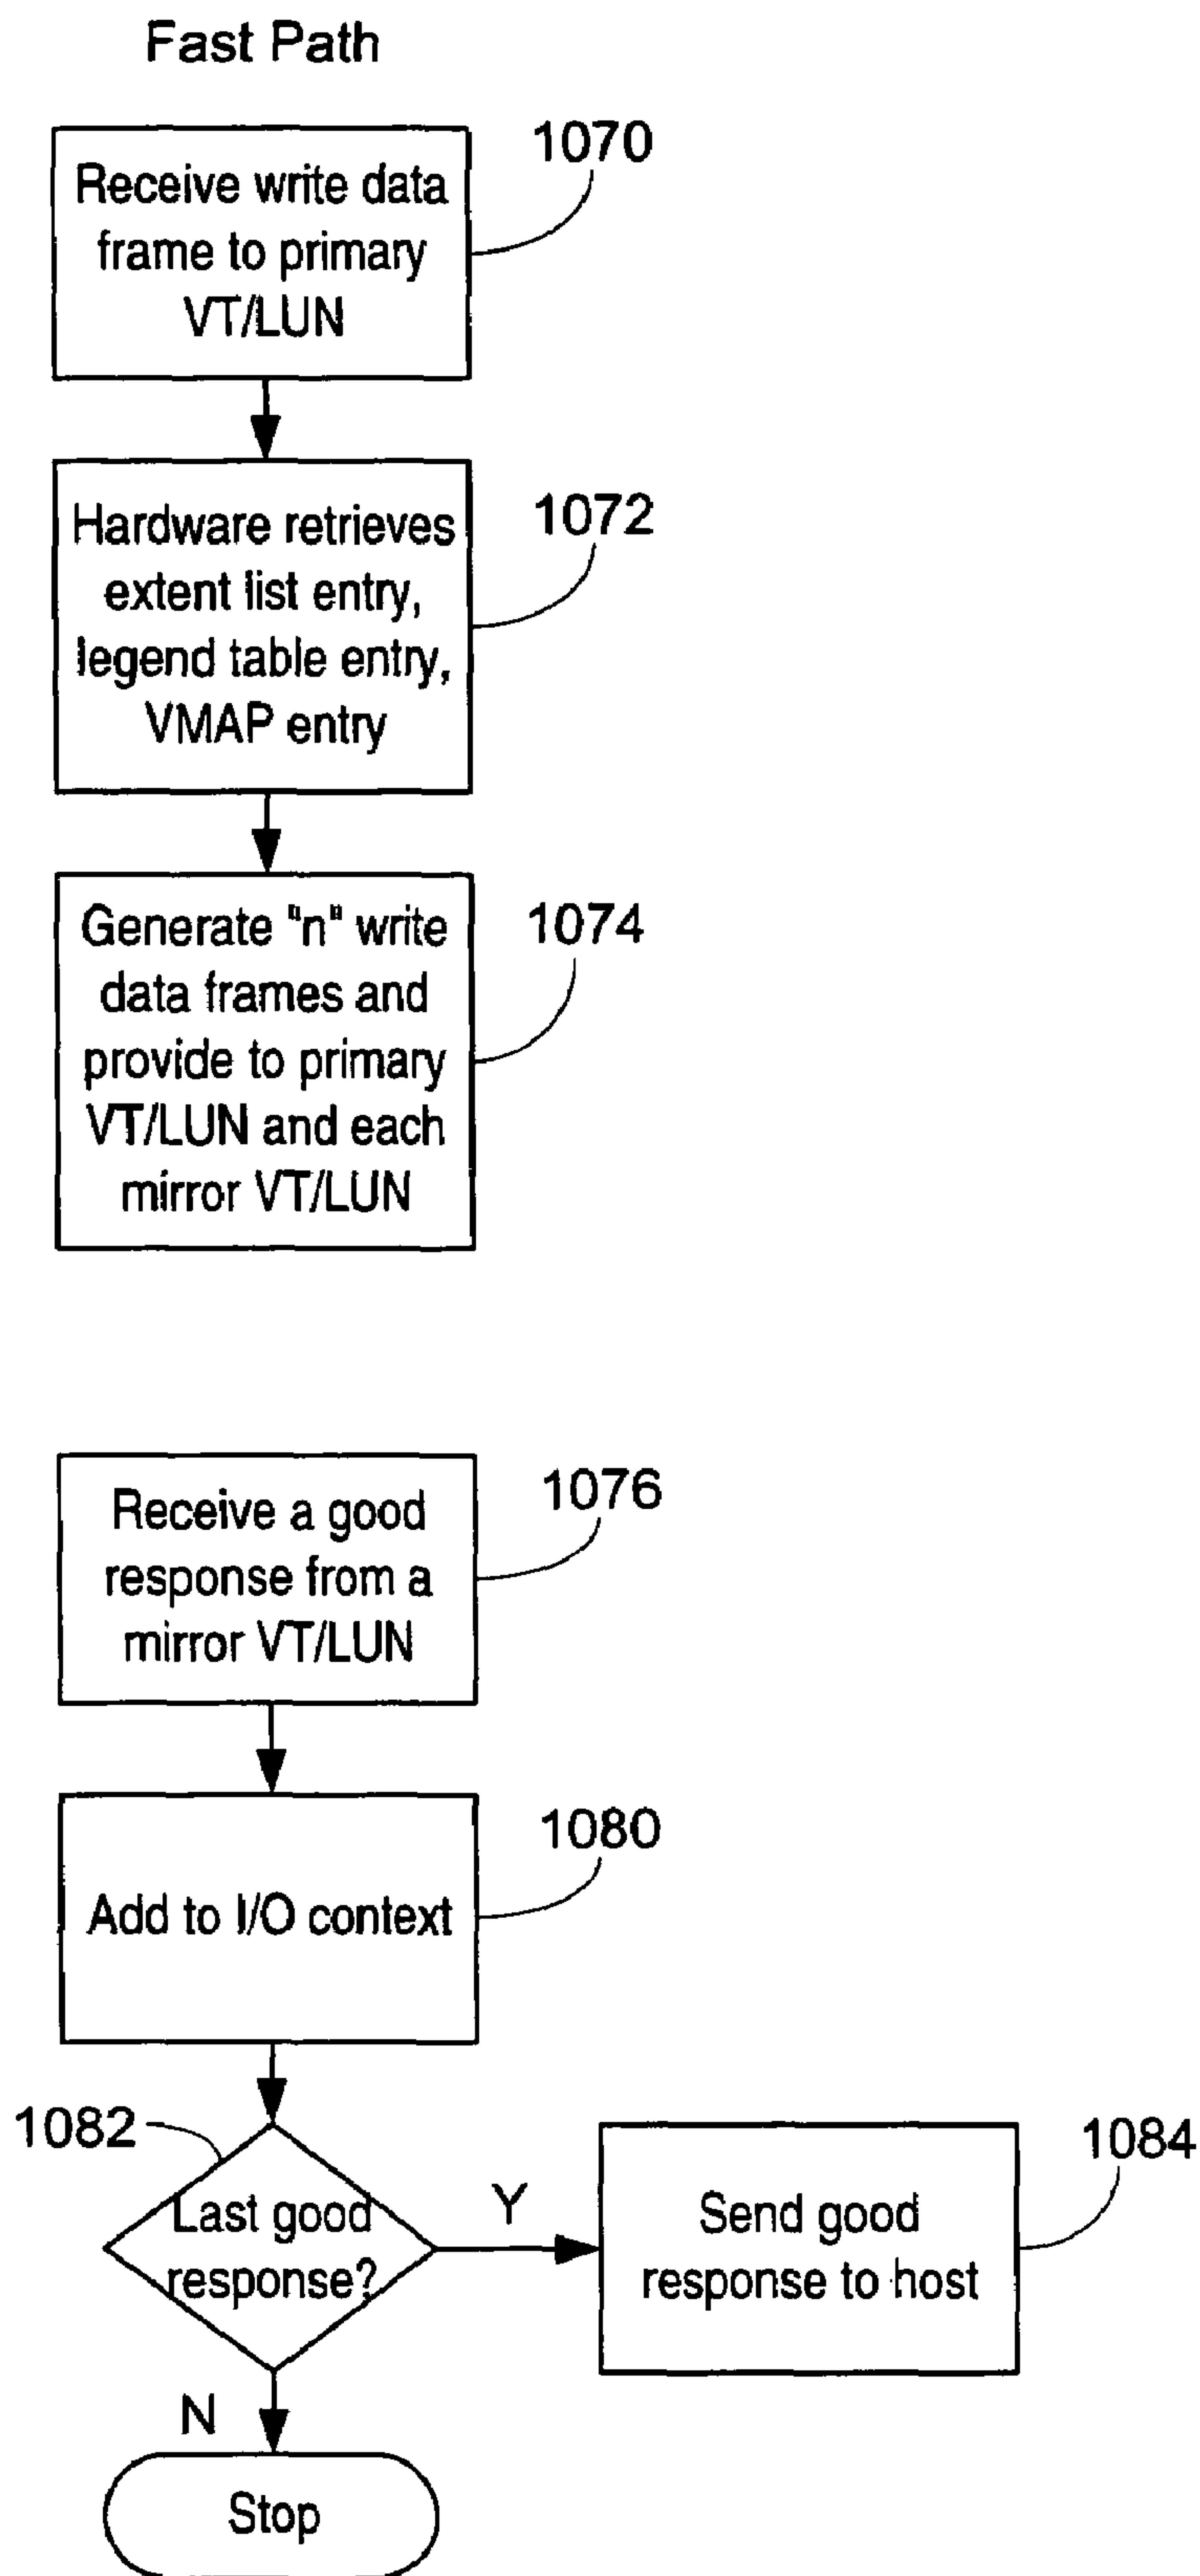 Fast Path
1070
Receive write data
frame to primary
VT/LUN
1072
Hardware retrieves
extent list entry,
legend table entry,
VMAP entry
1074
Generate "n" write
data frames and
provide to primary
VT/LUN and each
mirror VT/LUN
1076
Receive a good
response from a
mirror VT/LUN
1080
Add to I/O context
1082
Last good
response?
Y
1084
Send good
response to host
N
Stop